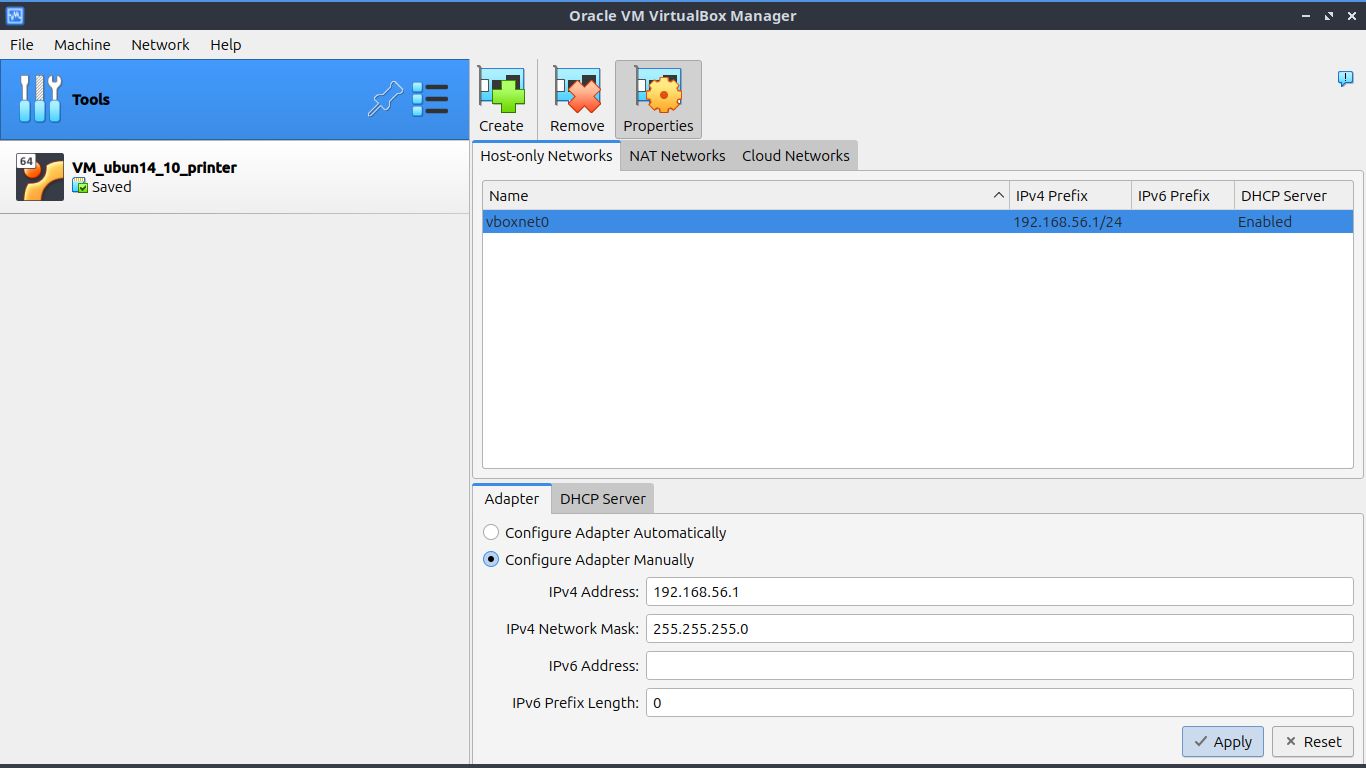 Oracle VM VirtualBox Manager
File Machine Network Help
Tools
Create Remove Properties
64
VM_ubun14_10_printer
Saved
Host-only Networks NAT Networks Cloud Networks
Name IPv4 Prefix IPv6 Prefix DHCP Server
vboxnet0 192.168.56.1/24 Enabled
Adapter DHCP Server
Configure Adapter Automatically
Configure Adapter Manually
IPv4 Address: 192.168.56.1
IPv4 Network Mask: 255.255.255.0
IPv6 Address:
IPv6 Prefix Length: 0
Apply Reset